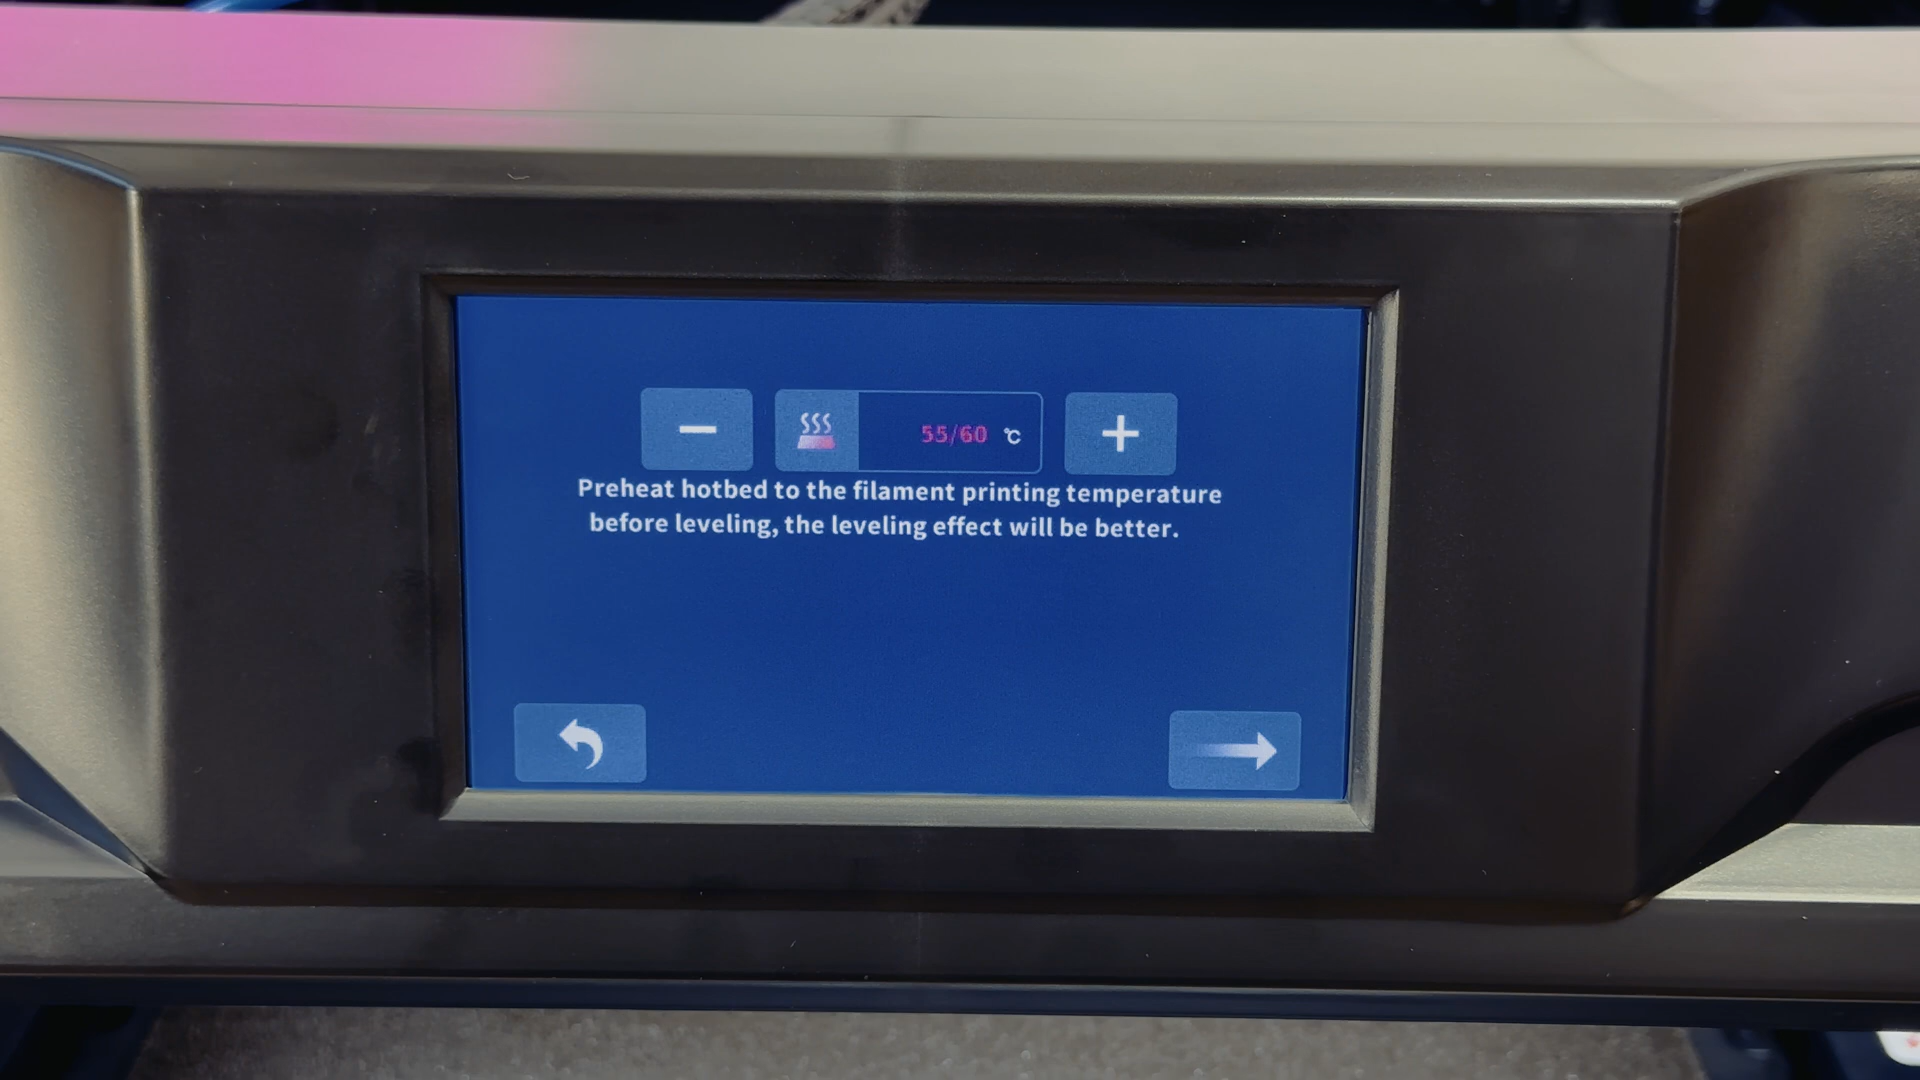 55/60 ℃
Preheat hotbed to the filament printing temperature
before leveling, the leveling effect will be better.